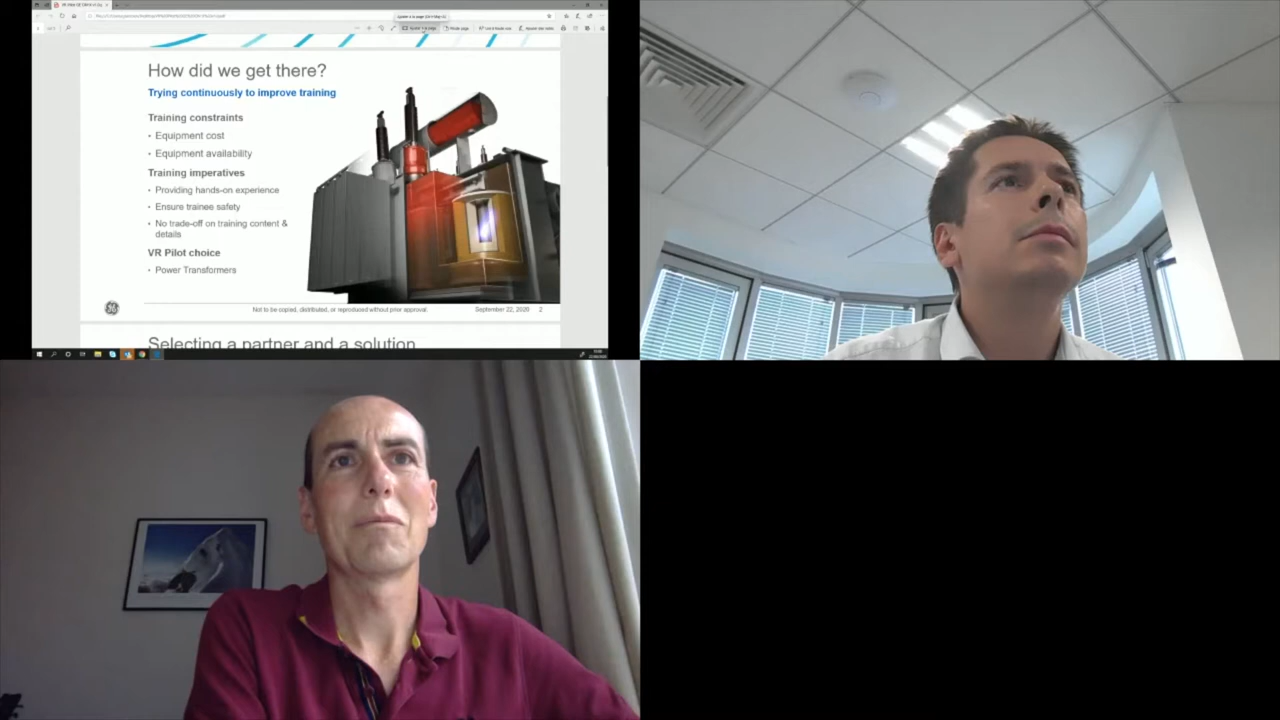 How did we get there?
Trying continuously to improve training
Training constraints
• Equipment cost
• Equipment availability
Training imperatives
• Providing hands-on experience
• Ensure trainee safety
• No trade-off on training content &
details
VR Pilot choice
• Power Transformers
Not to be copied, distributed, or reproduced without prior approval. September 22, 2020 2
Selecting a partner and a solution